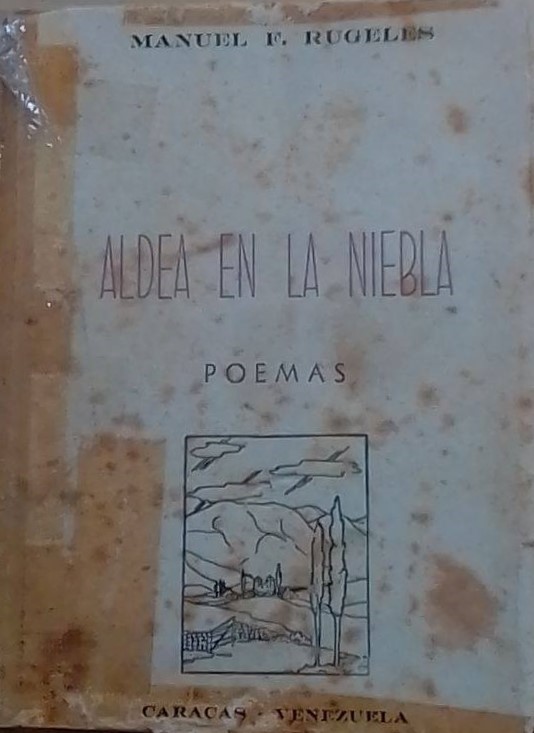 MANUEL F. RUGELES
ALDEA EN LA NIEBLA
POEMAS
CARACAS - VENEZUELA